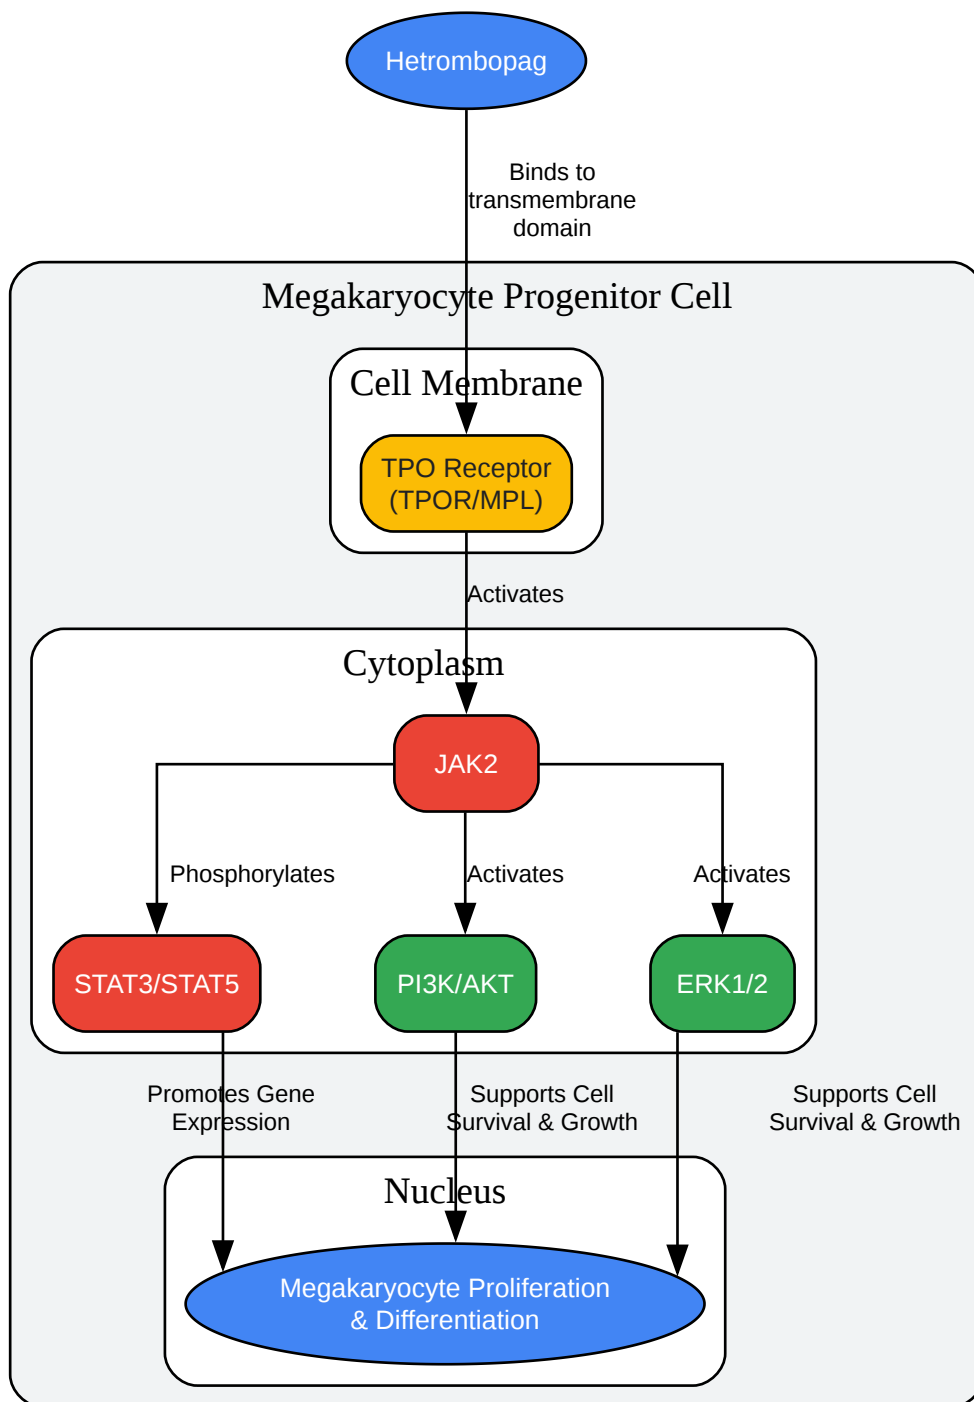 Hetrombopag
Binds to
transmembrane
domain
Megakaryocyte Progenitor Cell
Cell Membrane
TPO Receptor
(TPOR/MPL)
Activates
Cytoplasm
JAK2
Phosphorylates
Activates
Activates
STAT3/STAT5
PI3K/AKT
ERK1/2
Promotes Gene
Expression
Supports Cell
Survival & Growth
Supports Cell
Survival & Growth
Nucleus
Megakaryocyte Proliferation
& Differentiation